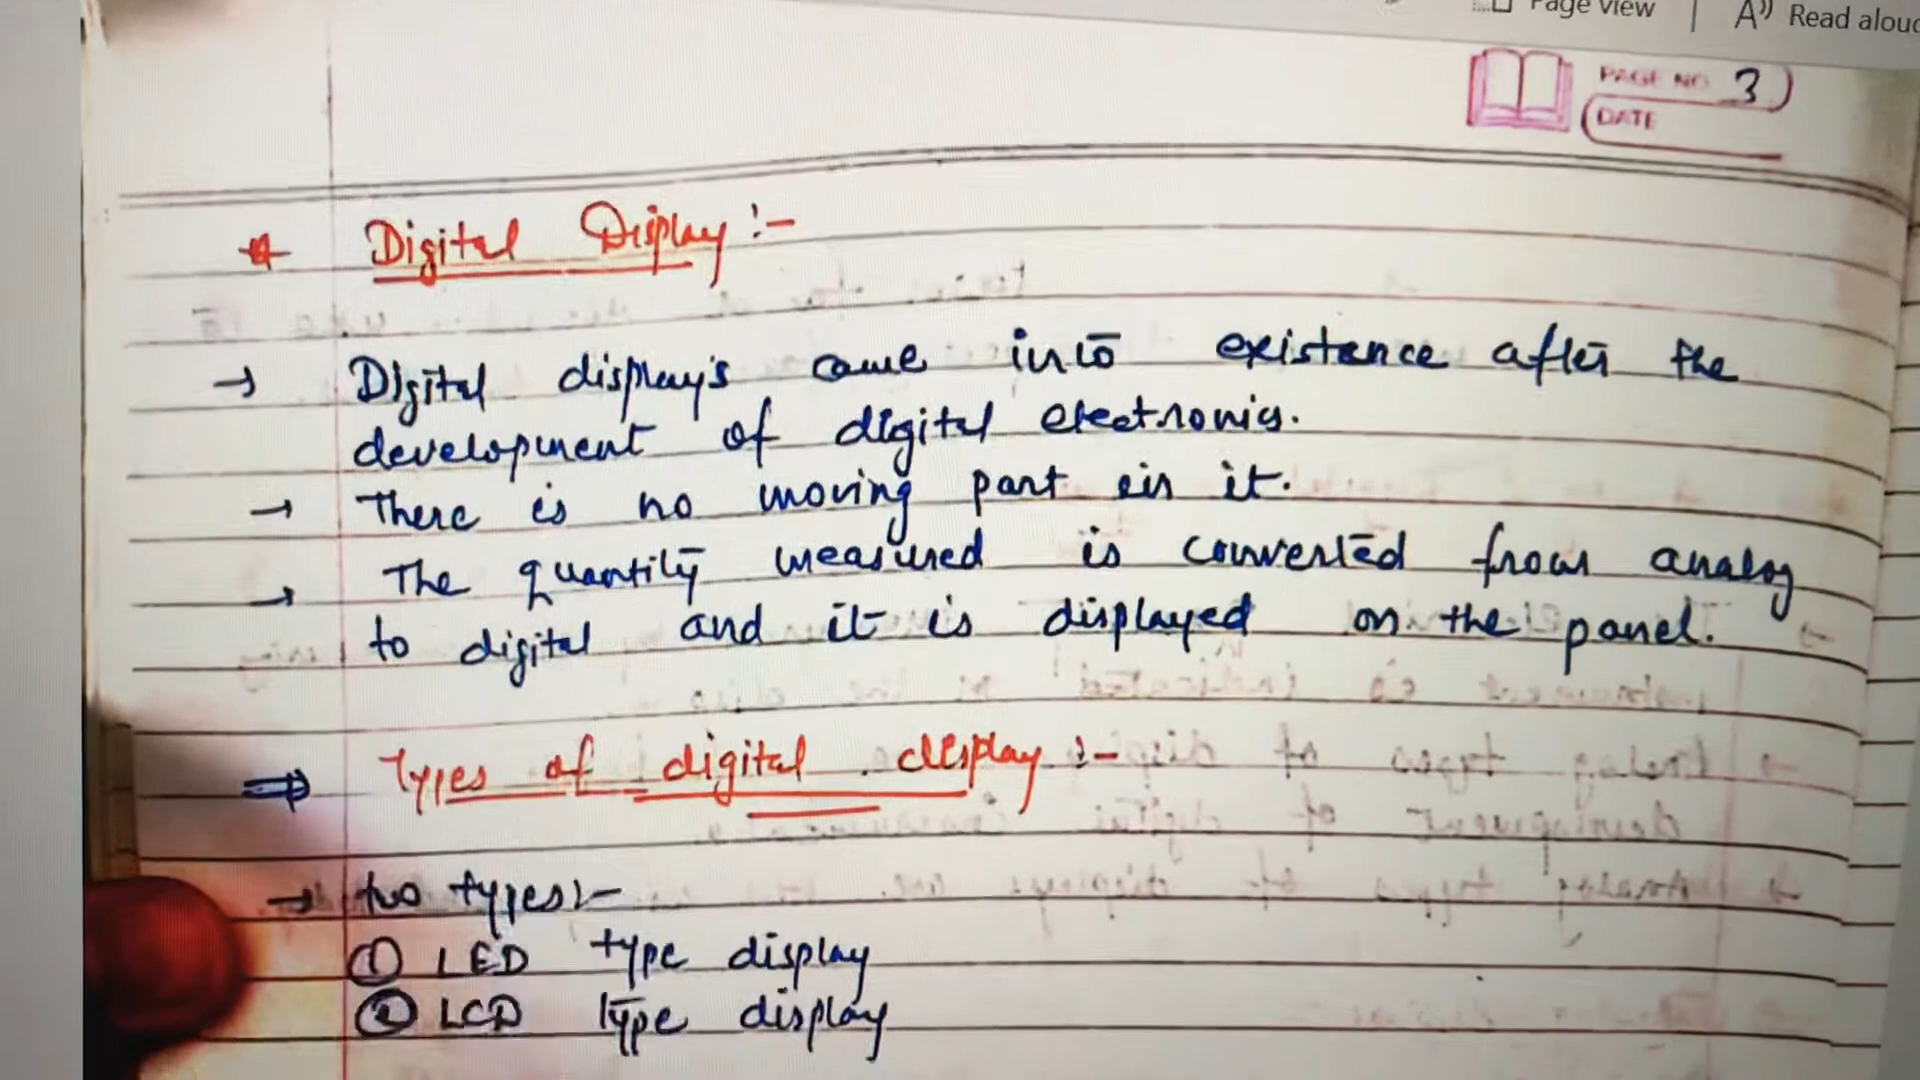 Page view | A Read aloud
PAGE NO 3
DATE
* Digital Display :-
→ Digital display's came into existence after the
development of digital electronics.
→ There is no moving part in it.
→ The quantity measured is converted from analog
to digital and it is displayed on the panel.
⇒ Types of digital display :-
→ two types:-
① LED type display
② LCD type display